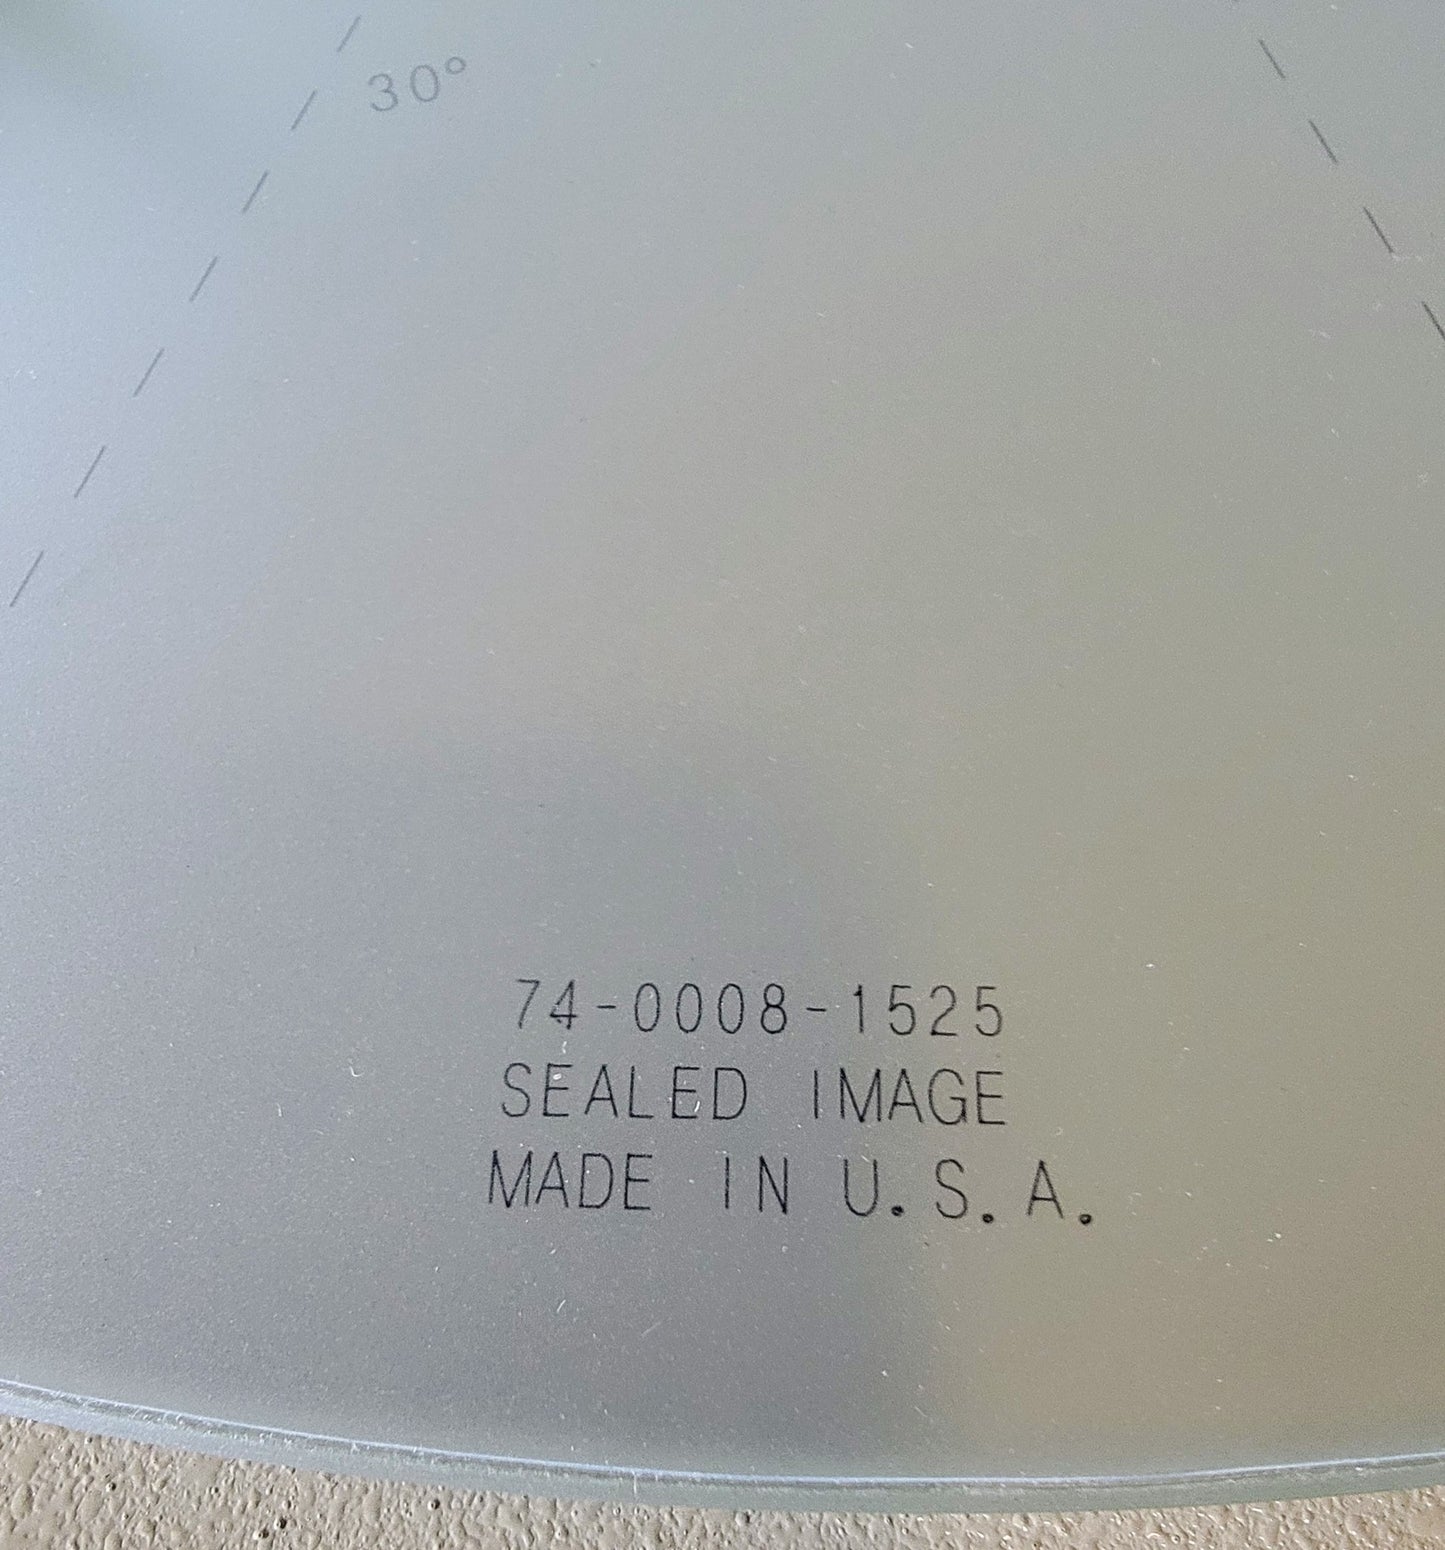 30°
74-0008-1525
SEALED IMAGE
MADE IN U.S.A.